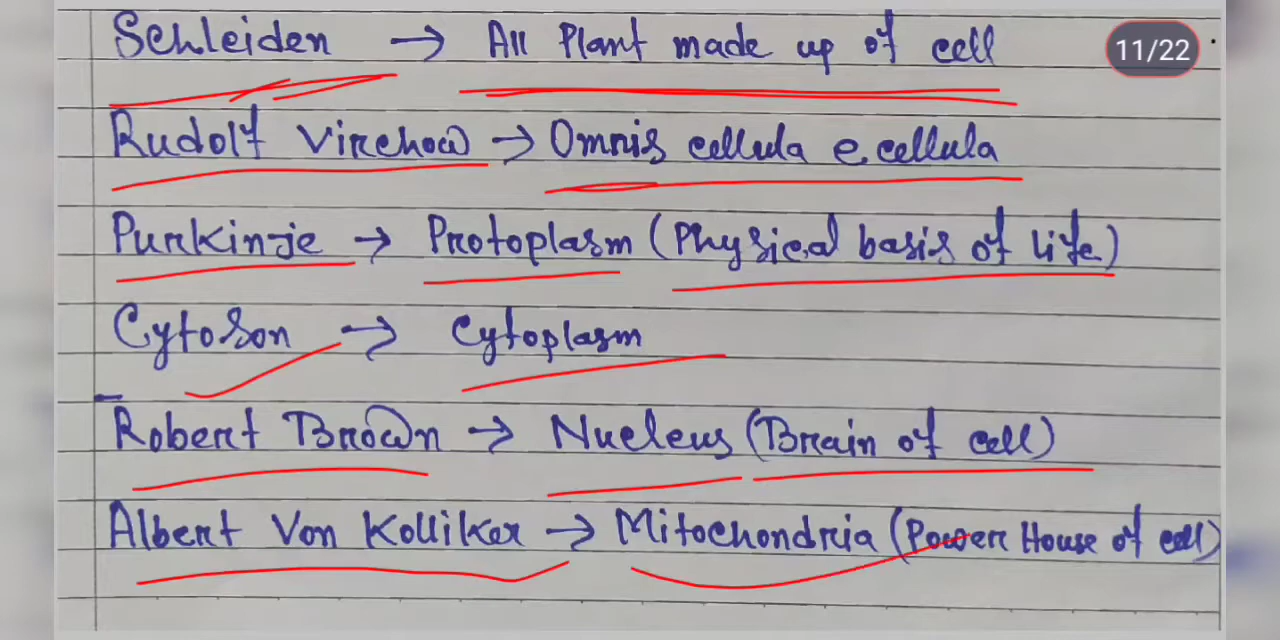 Schleiden → All Plant made up of cell
11/22
Rudolf Virchow → Omnis cellula e cellula
Purkinje → Protoplasm (Physical basis of life)
Cytoson → Cytoplasm
Robert Brown → Nucleus (Brain of cell)
Albert Von Kolliker → Mitochondria (Power House of cell)